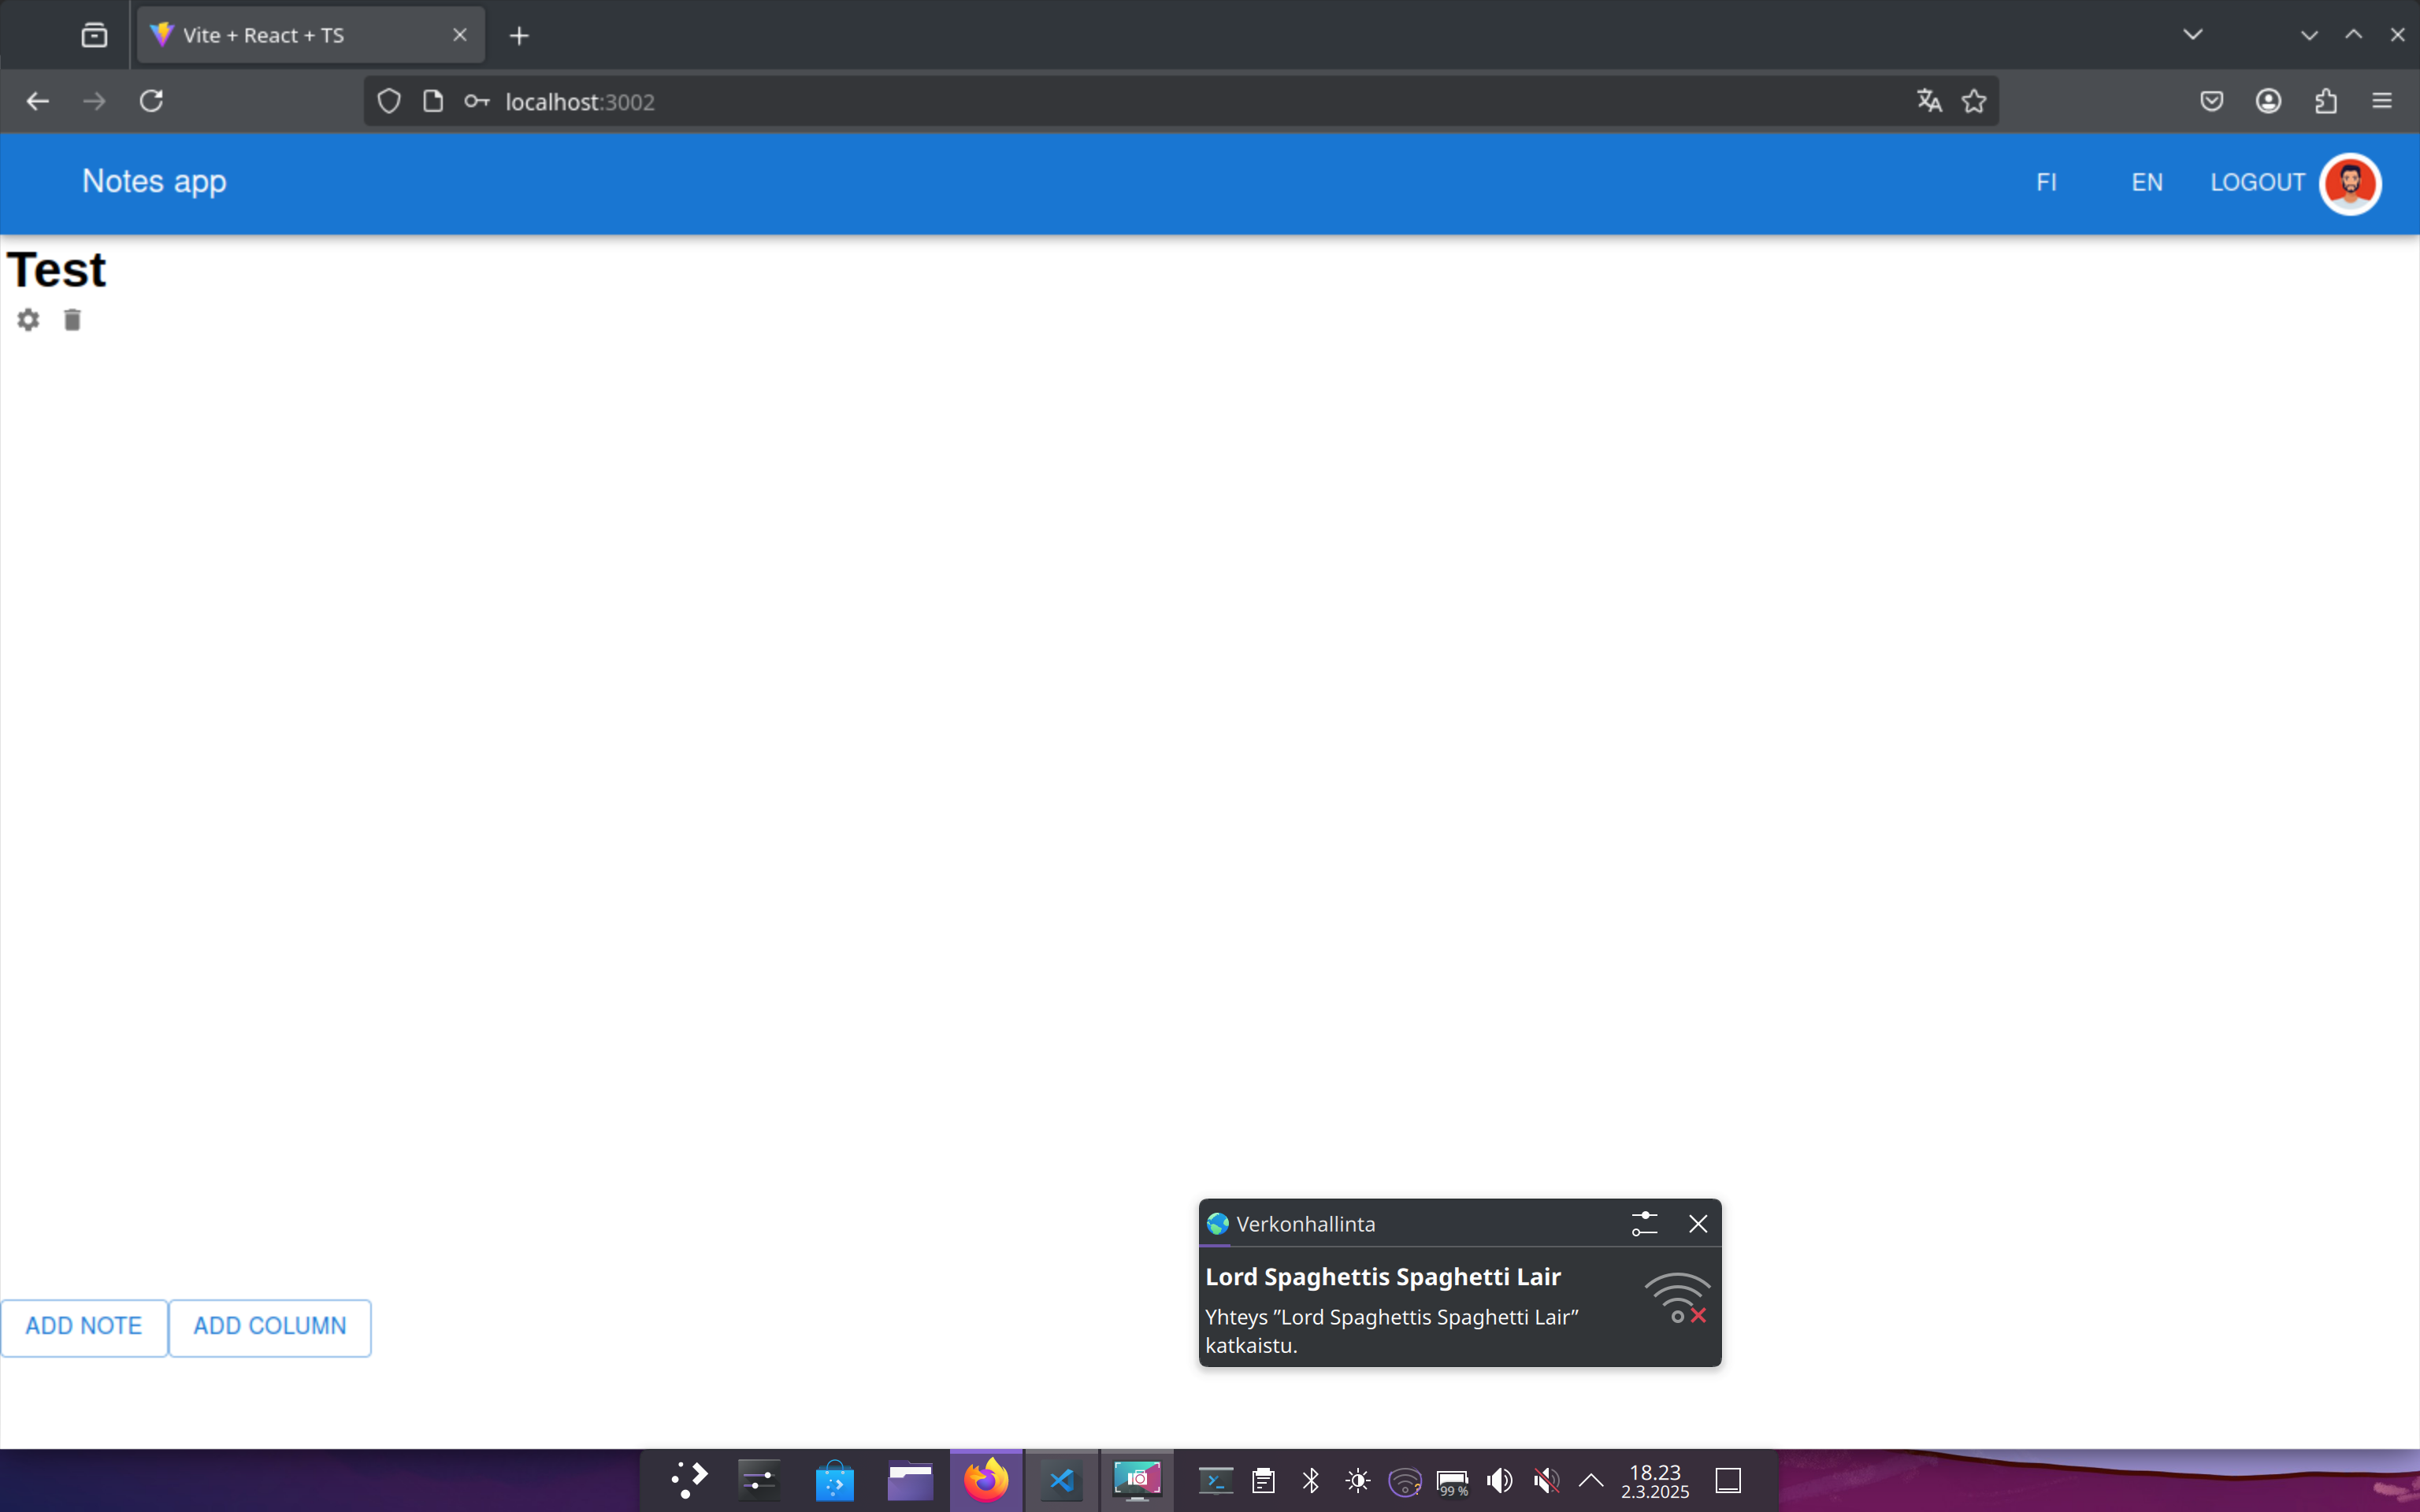 Vite + React + TS
localhost:3002
Notes app
FI
EN
LOGOUT
Test
Verkonhallinta
Lord Spaghettis Spaghetti Lair
Yhteys ”Lord Spaghettis Spaghetti Lair”
katkaistu.
ADD NOTE
ADD COLUMN
99 %
18.23
2.3.2025